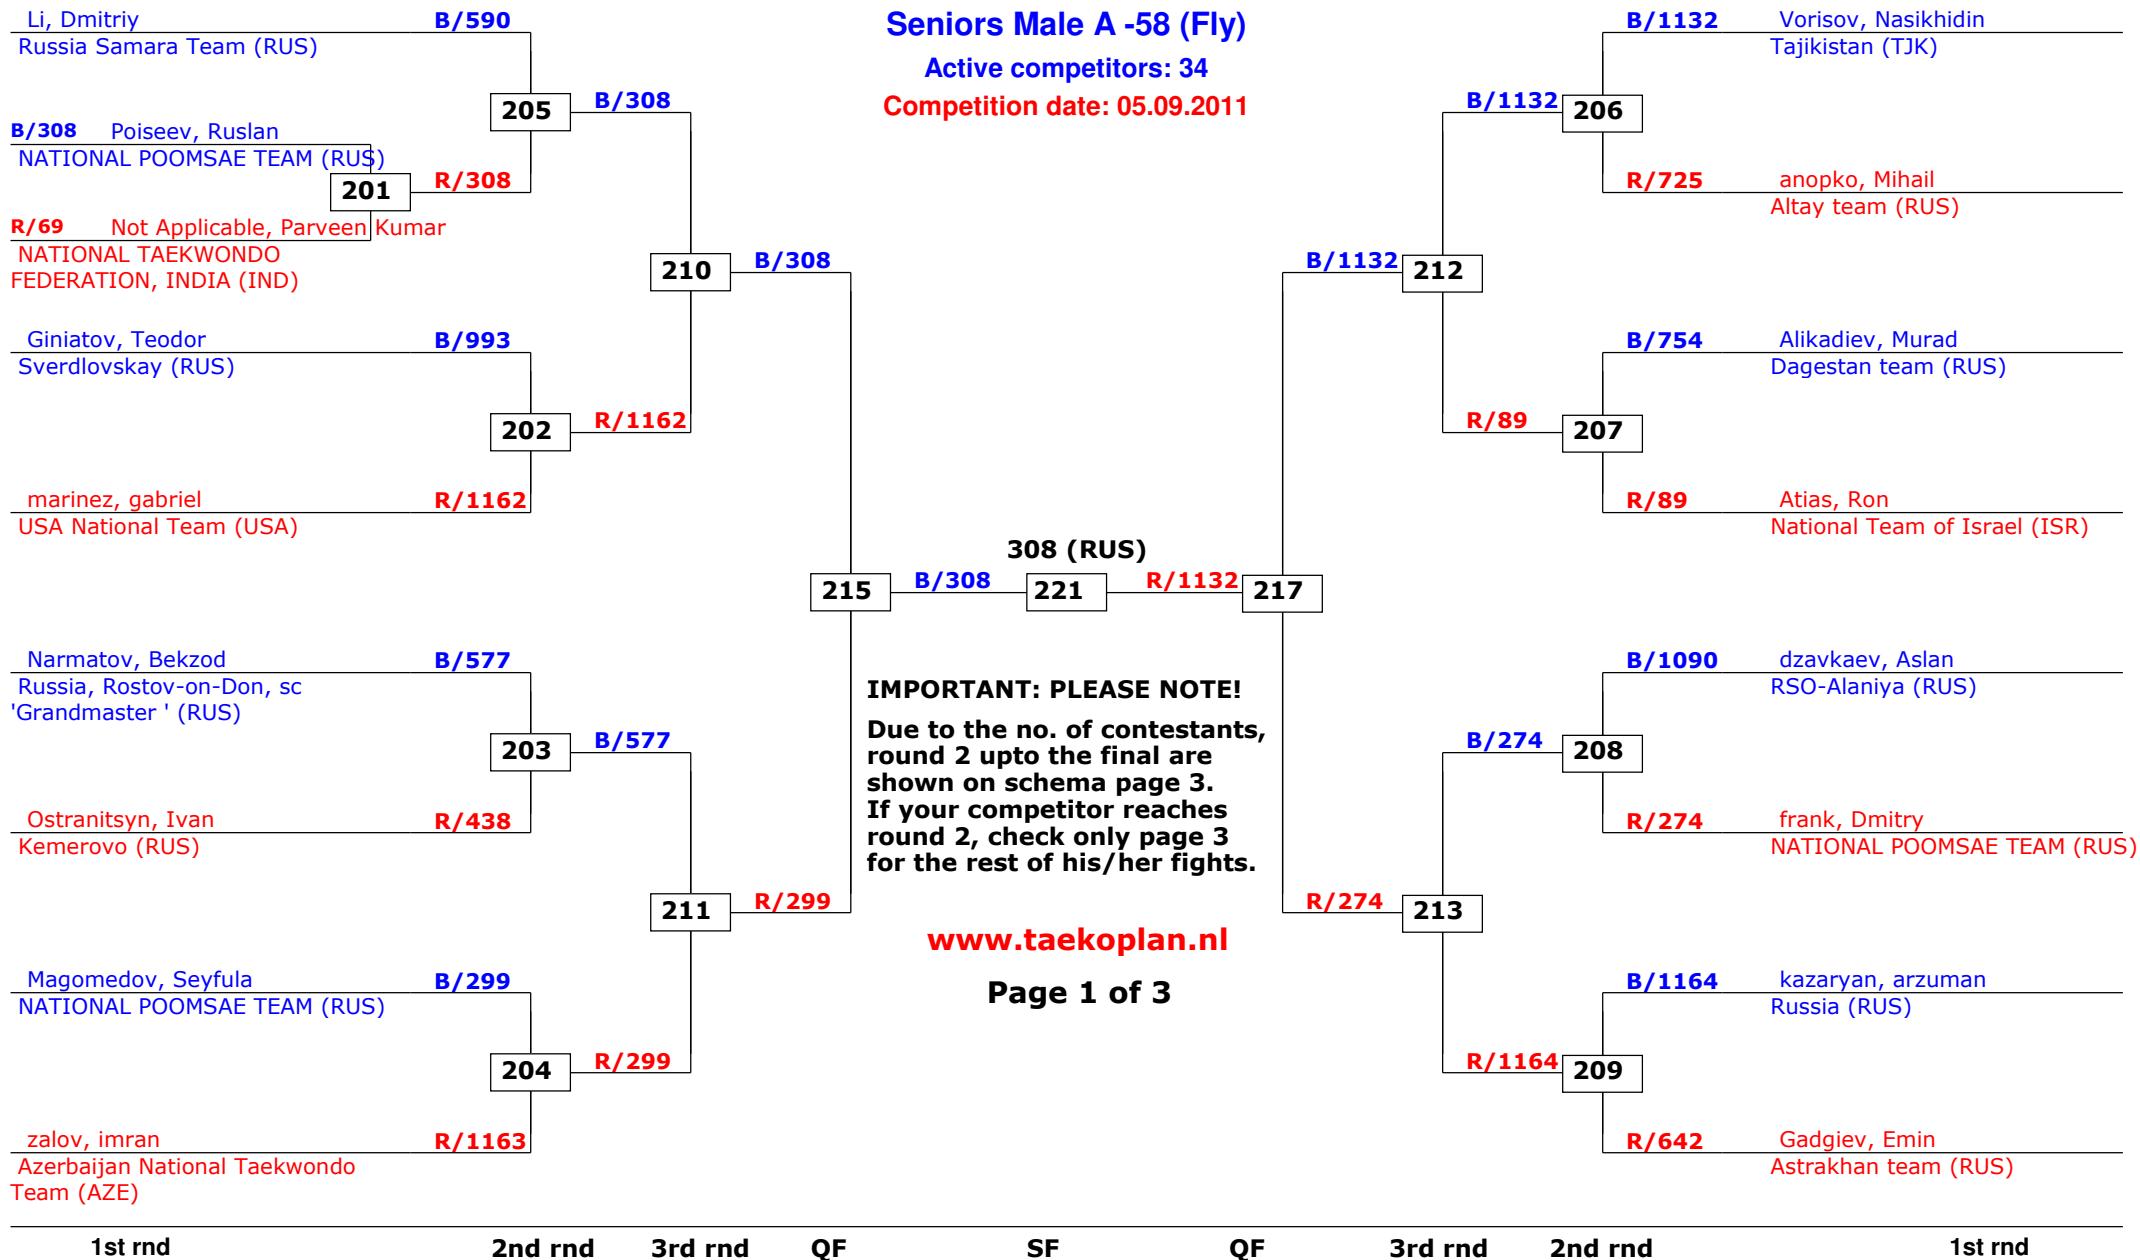 Seniors Male A -58 (Fly)
Active competitors: 34
Competition date: 05.09.2011
Li, Dmitriy B/590
Russia Samara Team (RUS)
205 B/308
B/308 Poiseev, Ruslan
NATIONAL POOMSAE TEAM (RUS)
201 R/308
R/69 Not Applicable, Parveen Kumar
NATIONAL TAEKWONDO
FEDERATION, INDIA (IND)
210 B/308
Giniatov, Teodor B/993
Sverdlovskay (RUS)
202 R/1162
marinez, gabriel R/1162
USA National Team (USA)
308 (RUS)
215 B/308 221 R/1132 217
Narmatov, Bekzod B/577
Russia, Rostov-on-Don, sc
'Grandmaster ' (RUS)
203 B/577
Ostranitsyn, Ivan R/438
Kemerovo (RUS)
211 R/299
Magomedov, Seyfula B/299
NATIONAL POOMSAE TEAM (RUS)
204 R/299
zalov, imran R/1163
Azerbaijan National Taekwondo
Team (AZE)
IMPORTANT: PLEASE NOTE!
Due to the no. of contestants,
round 2 upto the final are
shown on schema page 3.
If your competitor reaches
round 2, check only page 3
for the rest of his/her fights.
www.taekoplan.nl
Page 1 of 3
B/1132 Vorisov, Nasikhidin
Tajikistan (TJK)
B/1132 206
R/725 anopko, Mihail
Altay team (RUS)
B/1132 212
B/754 Alikadiev, Murad
Dagestan team (RUS)
R/89 207
R/89 Atias, Ron
National Team of Israel (ISR)
B/1090 dzavkaev, Aslan
RSO-Alaniya (RUS)
B/274 208
R/274 frank, Dmitry
NATIONAL POOMSAE TEAM (RUS)
R/274 213
B/1164 kazaryan, arzuman
Russia (RUS)
R/1164 209
R/642 Gadgiev, Emin
Astrakhan team (RUS)
1st rnd 2nd rnd 3rd rnd QF SF QF 3rd rnd 2nd rnd 1st rnd